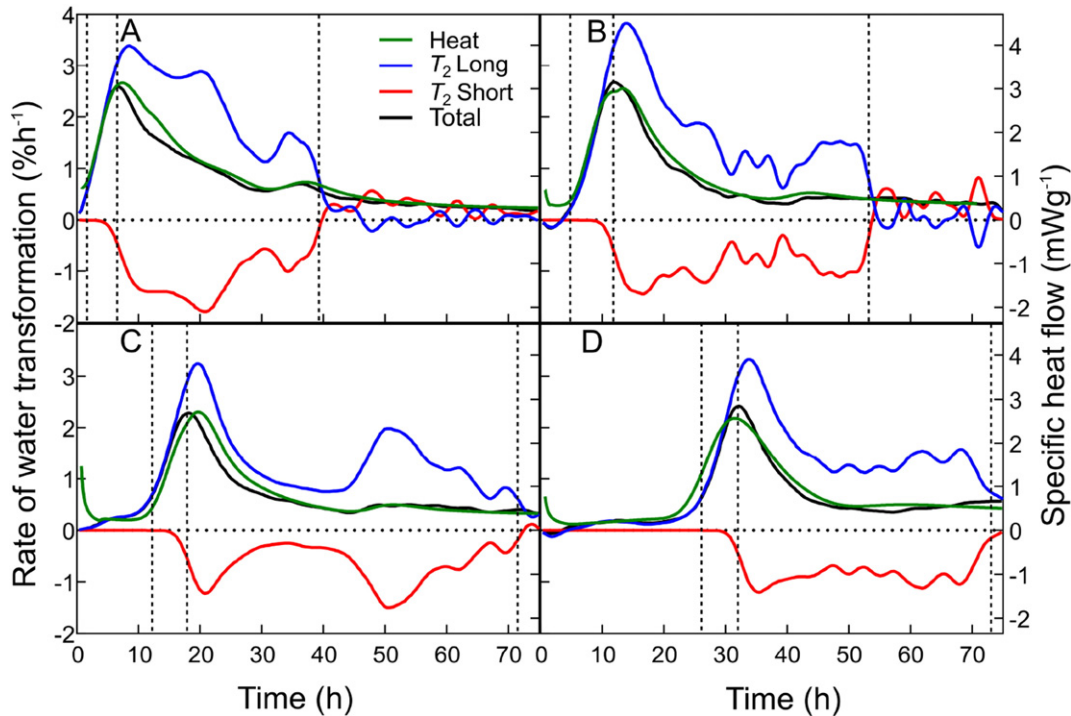 A
B
Heat
T₂ Long
T₂ Short
Total
4
3
2
1
0
-1
-2
4
3
2
1
0
-1
-2
C
D
3
2
1
0
-1
-2
4
3
2
1
0
-1
-2
0 10 20 30 40 50 60 70
0 10 20 30 40 50 60 70
Time (h)
Time (h)
Rate of water transformation (%h⁻¹)
Specific heat flow (mWg⁻¹)